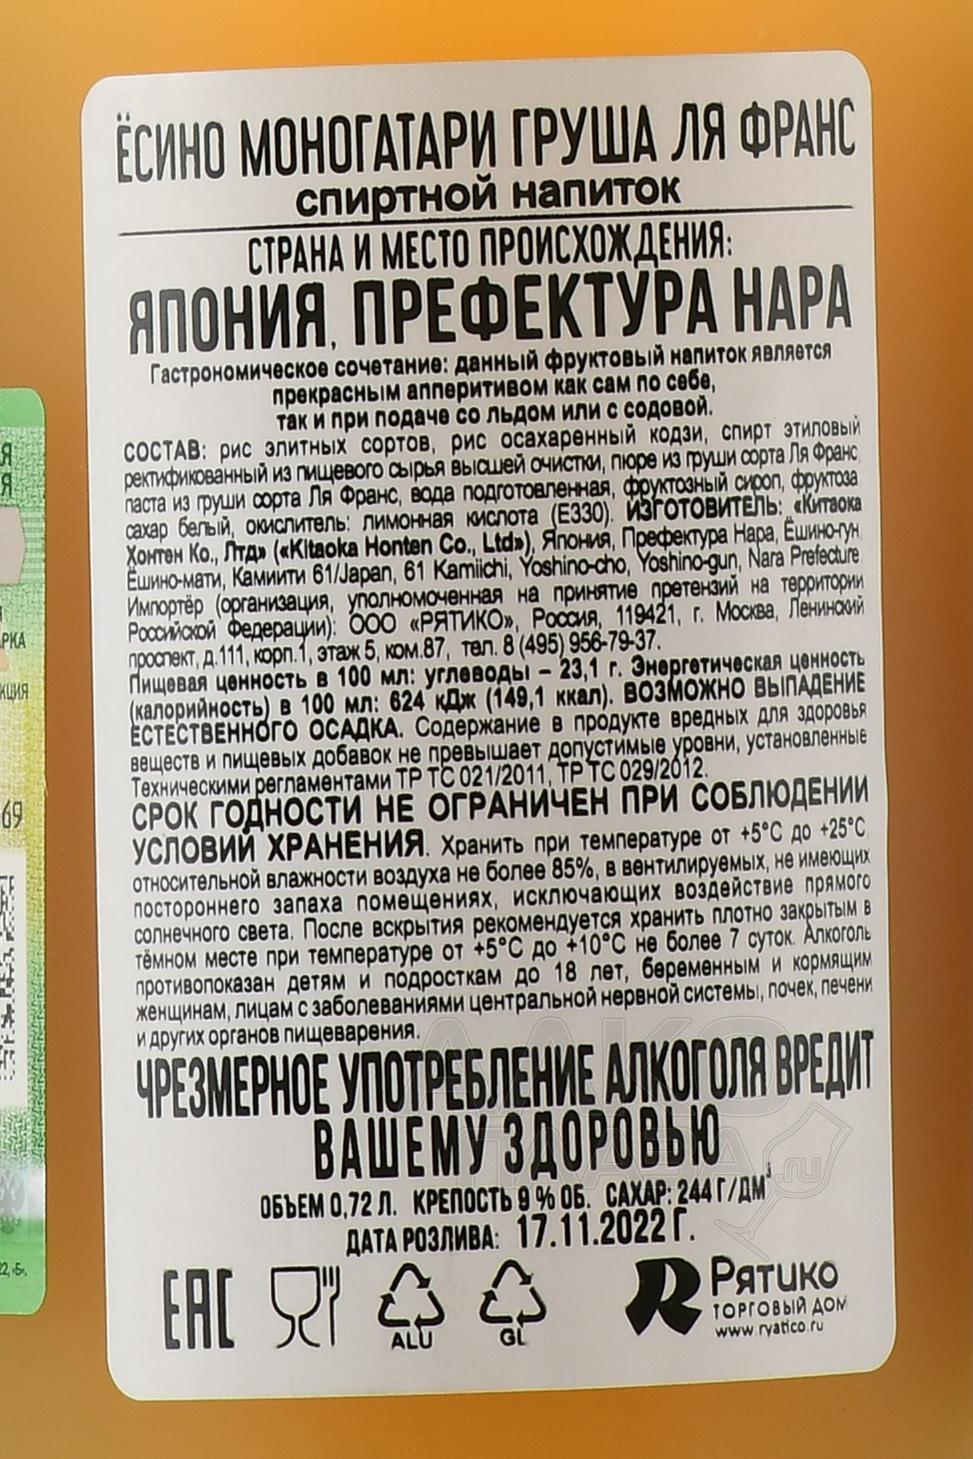 ЁСИНО МОНОГАТАРИ ГРУША ЛЯ ФРАНС
спиртной напиток
СТРАНА И МЕСТО ПРОИСХОЖДЕНИЯ:
ЯПОНИЯ, ПРЕФЕКТУРА НАРА
Гастрономическое сочетание: данный фруктовый напиток является
прекрасным апперитивом как сам по себе,
так и при подаче со льдом или с содовой.
СОСТАВ: рис элитных сортов, рис осахаренный кодзи, спирт этиловый
ректификованный из пищевого сырья высшей очистки, пюре из груши сорта Ля Франс,
паста из груши сорта Ля Франс, вода подготовленная, фруктозный сироп, фруктоза
сахар белый, окислитель: лимонная кислота (Е330). ИЗГОТОВИТЕЛЬ: «Китаока
Хонтен Ко., Лтд» («Kitaoka Honten Co., Ltd»), Япония, Префектура Нара, Ёшино-гун,
Ёшино-мати, Камиити 61/Japan, 61 Kamiichi, Yoshino-cho, Yoshino-gun, Nara Prefecture
Импортёр (организация, уполномоченная на принятие претензий на территории
Российской Федерации): ООО «РЯТИКО», Россия, 119421, г. Москва, Ленинский
проспект, д.111, корп.1, этаж 5, ком.87, тел. 8 (495) 956-79-37.
Пищевая ценность в 100 мл: углеводы – 23,1 г. Энергетическая ценность
(калорийность) в 100 мл: 624 кДж (149,1 ккал). ВОЗМОЖНО ВЫПАДЕНИЕ
ЕСТЕСТВЕННОГО ОСАДКА. Содержание в продукте вредных для здоровья
веществ и пищевых добавок не превышает допустимые уровни, установленные
Техническими регламентами ТР ТС 021/2011, ТР ТС 029/2012.
СРОК ГОДНОСТИ НЕ ОГРАНИЧЕН ПРИ СОБЛЮДЕНИИ
УСЛОВИЙ ХРАНЕНИЯ. Хранить при температуре от +5°С до +25°С,
относительной влажности воздуха не более 85%, в вентилируемых, не имеющих
постороннего запаха помещениях, исключающих воздействие прямого
солнечного света. После вскрытия рекомендуется хранить плотно закрытым в
тёмном месте при температуре от +5°С до +10°С не более 7 суток. Алкоголь
противопоказан детям и подросткам до 18 лет, беременным и кормящим
женщинам, лицам с заболеваниями центральной нервной системы, почек, печени
и других органов пищеварения.
ЧРЕЗМЕРНОЕ УПОТРЕБЛЕНИЕ АЛКОГОЛЯ ВРЕДИТ
ВАШЕМУ ЗДОРОВЬЮ
ОБЪЕМ 0,72 Л. КРЕПОСТЬ 9 % ОБ. САХАР: 244 Г/ДМ³
ДАТА РОЗЛИВА: 17.11.2022 Г.
EAC
ALU
GL
РЯТИКО
ТОРГОВЫЙ ДОМ
www.ryatico.ru
69